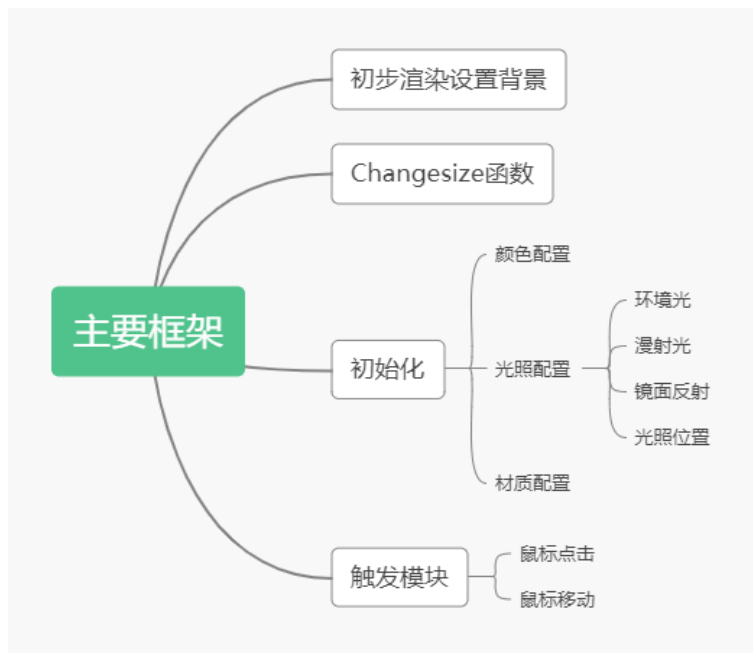 主要框架
初步渲染设置背景
Changesize函数
初始化
颜色配置
光照配置
环境光
漫射光
镜面反射
光照位置
材质配置
触发模块
鼠标点击
鼠标移动